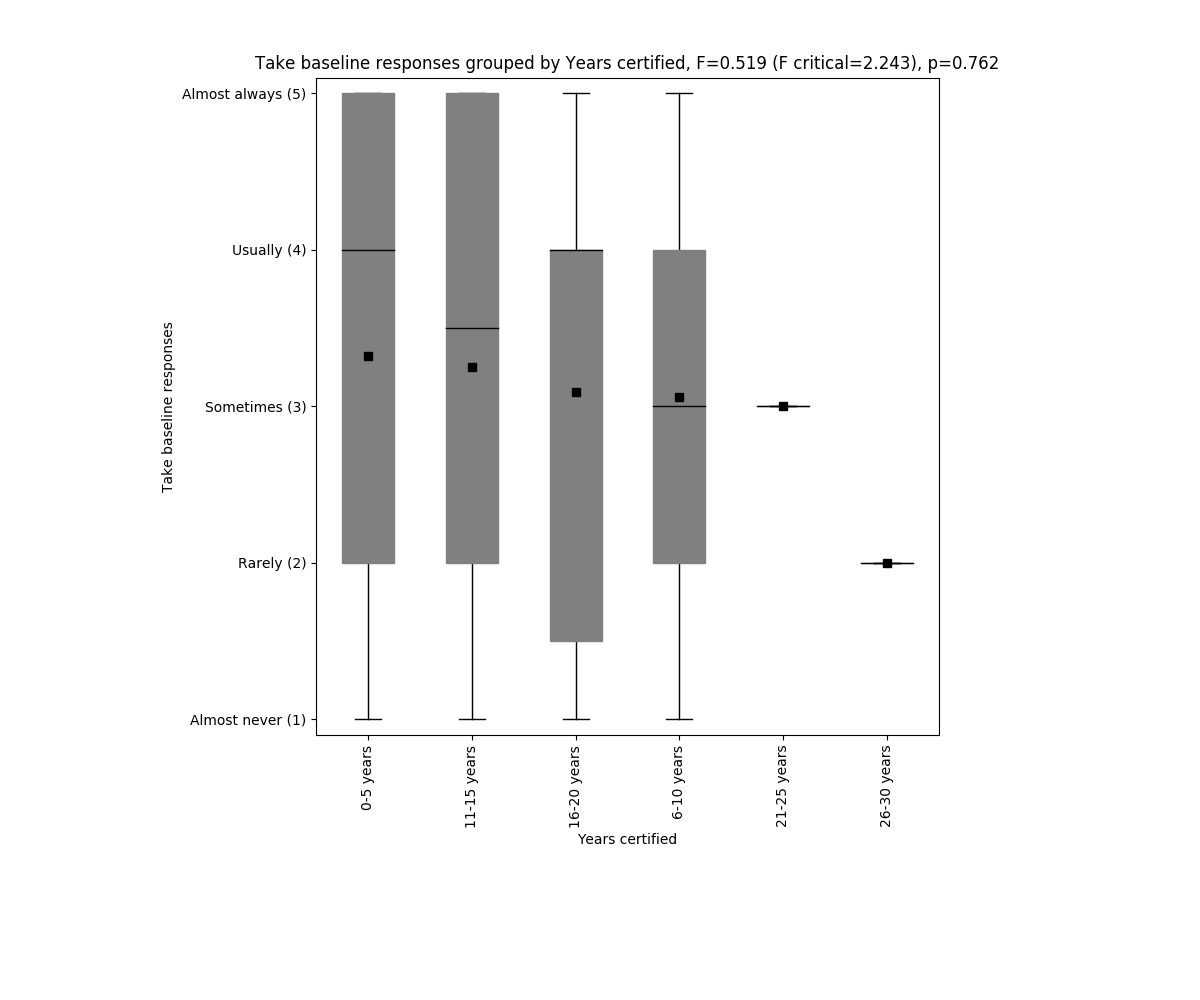 Take baseline responses grouped by Years certified, F=0.519 (F critical=2.243), p=0.762
Almost always (5)
Usually (4)
Sometimes (3)
Rarely (2)
Almost never (1)
Take baseline responses
0-5 years
11-15 years
16-20 years
6-10 years
21-25 years
26-30 years
Years certified